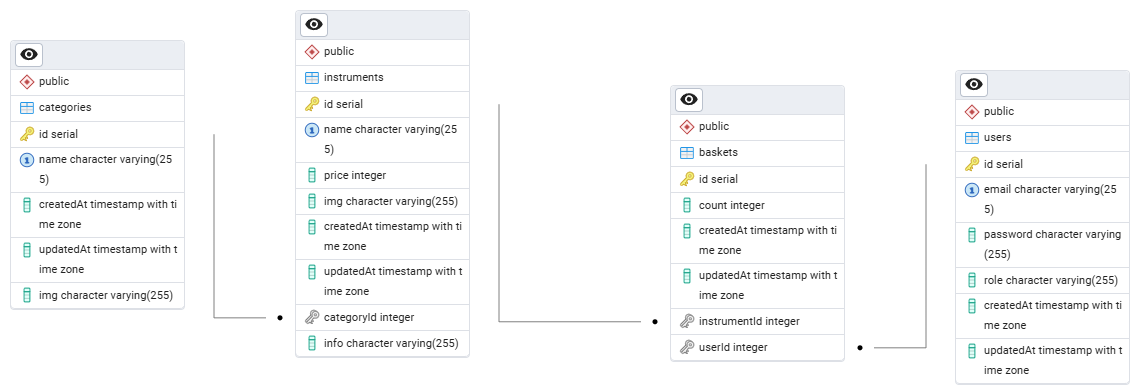 public
categories
id serial
name character varying(25
5)
createdAt timestamp with ti
me zone
updatedAt timestamp with t
ime zone
img character varying(255)
public
instruments
id serial
name character varying(25
5)
price integer
img character varying(255)
createdAt timestamp with ti
me zone
updatedAt timestamp with t
ime zone
categoryId integer
info character varying(255)
public
baskets
id serial
count integer
createdAt timestamp with ti
me zone
updatedAt timestamp with t
ime zone
instrumentId integer
userId integer
public
users
id serial
email character varying(25
5)
password character varying
(255)
role character varying(255)
createdAt timestamp with ti
me zone
updatedAt timestamp with t
ime zone